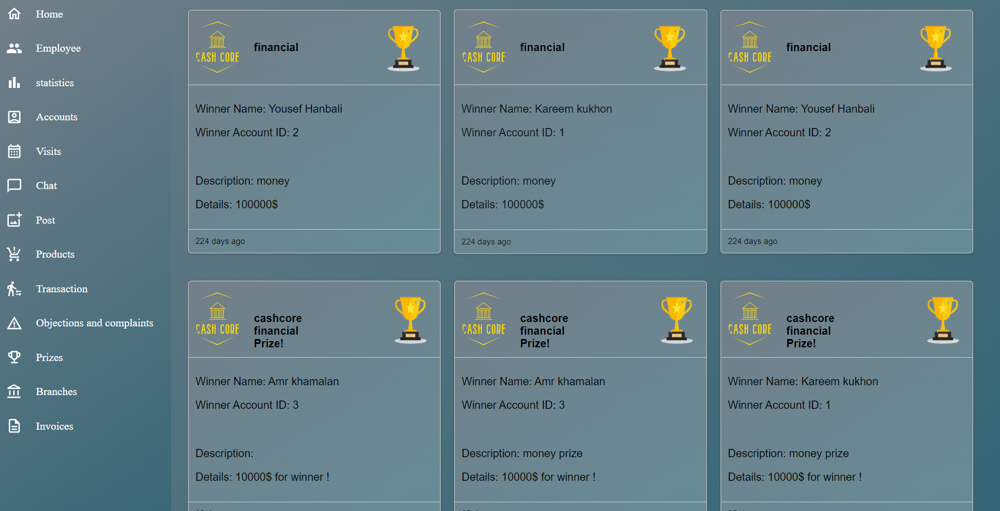 Home
Employee
statistics
Accounts
Visits
Chat
Post
Products
Transaction
Objections and complaints
Prizes
Branches
Invoices
CASH CORE
financial
Winner Name: Yousef Hanbali
Winner Account ID: 2
Description: money
Details: 100000$
224 days ago
CASH CORE
financial
Winner Name: Kareem kukhon
Winner Account ID: 1
Description: money
Details: 100000$
224 days ago
CASH CORE
financial
Winner Name: Yousef Hanbali
Winner Account ID: 2
Description: money
Details: 100000$
224 days ago
CASH CORE
cashcore
financial
Prize!
Winner Name: Amr khamalan
Winner Account ID: 3
Description:
Details: 10000$ for winner !
CASH CORE
cashcore
financial
Prize!
Winner Name: Amr khamalan
Winner Account ID: 3
Description: money prize
Details: 10000$ for winner !
CASH CORE
cashcore
financial
Prize!
Winner Name: Kareem kukhon
Winner Account ID: 1
Description: money prize
Details: 10000$ for winner !